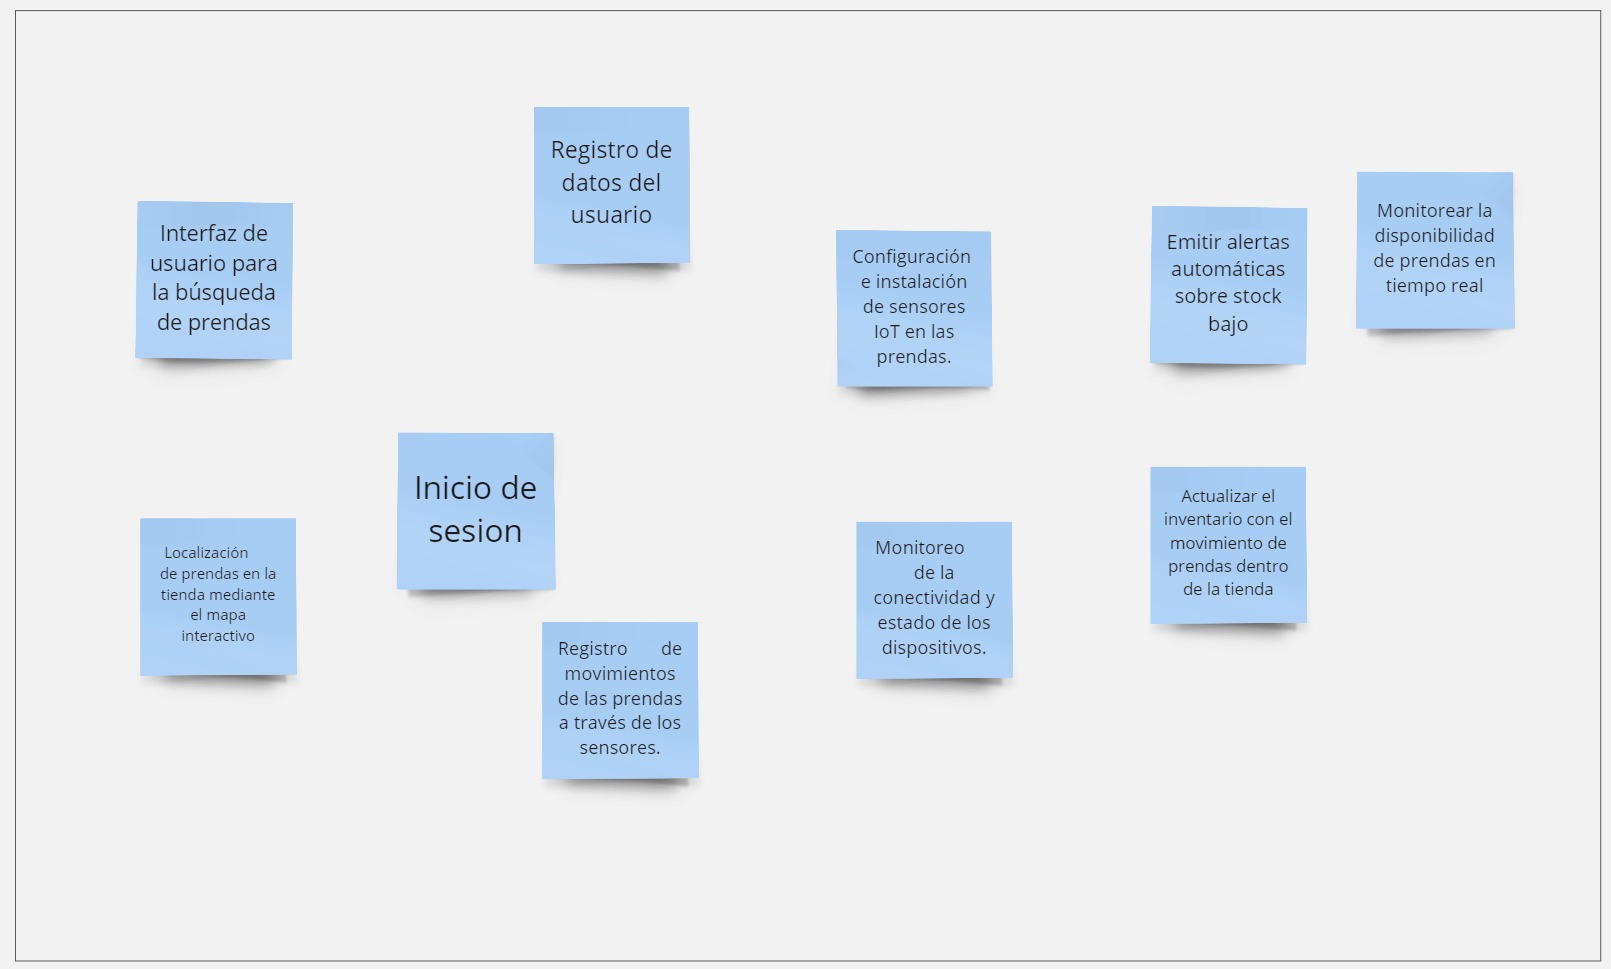 Registro de
datos del
usuario
Interfaz de
usuario para
la búsqueda
de prendas
Configuración
e instalación
de sensores
IoT en las
prendas.
Emitir alertas
automáticas
sobre stock
bajo
Monitorear la
disponibilidad
de prendas en
tiempo real
Inicio de
sesion
Localización
de prendas en la
tienda mediante
el mapa
interactivo
Registro de
movimientos
de las prendas
a través de los
sensores.
Monitoreo
de la
conectividad y
estado de los
dispositivos.
Actualizar el
inventario con el
movimiento de
prendas dentro
de la tienda